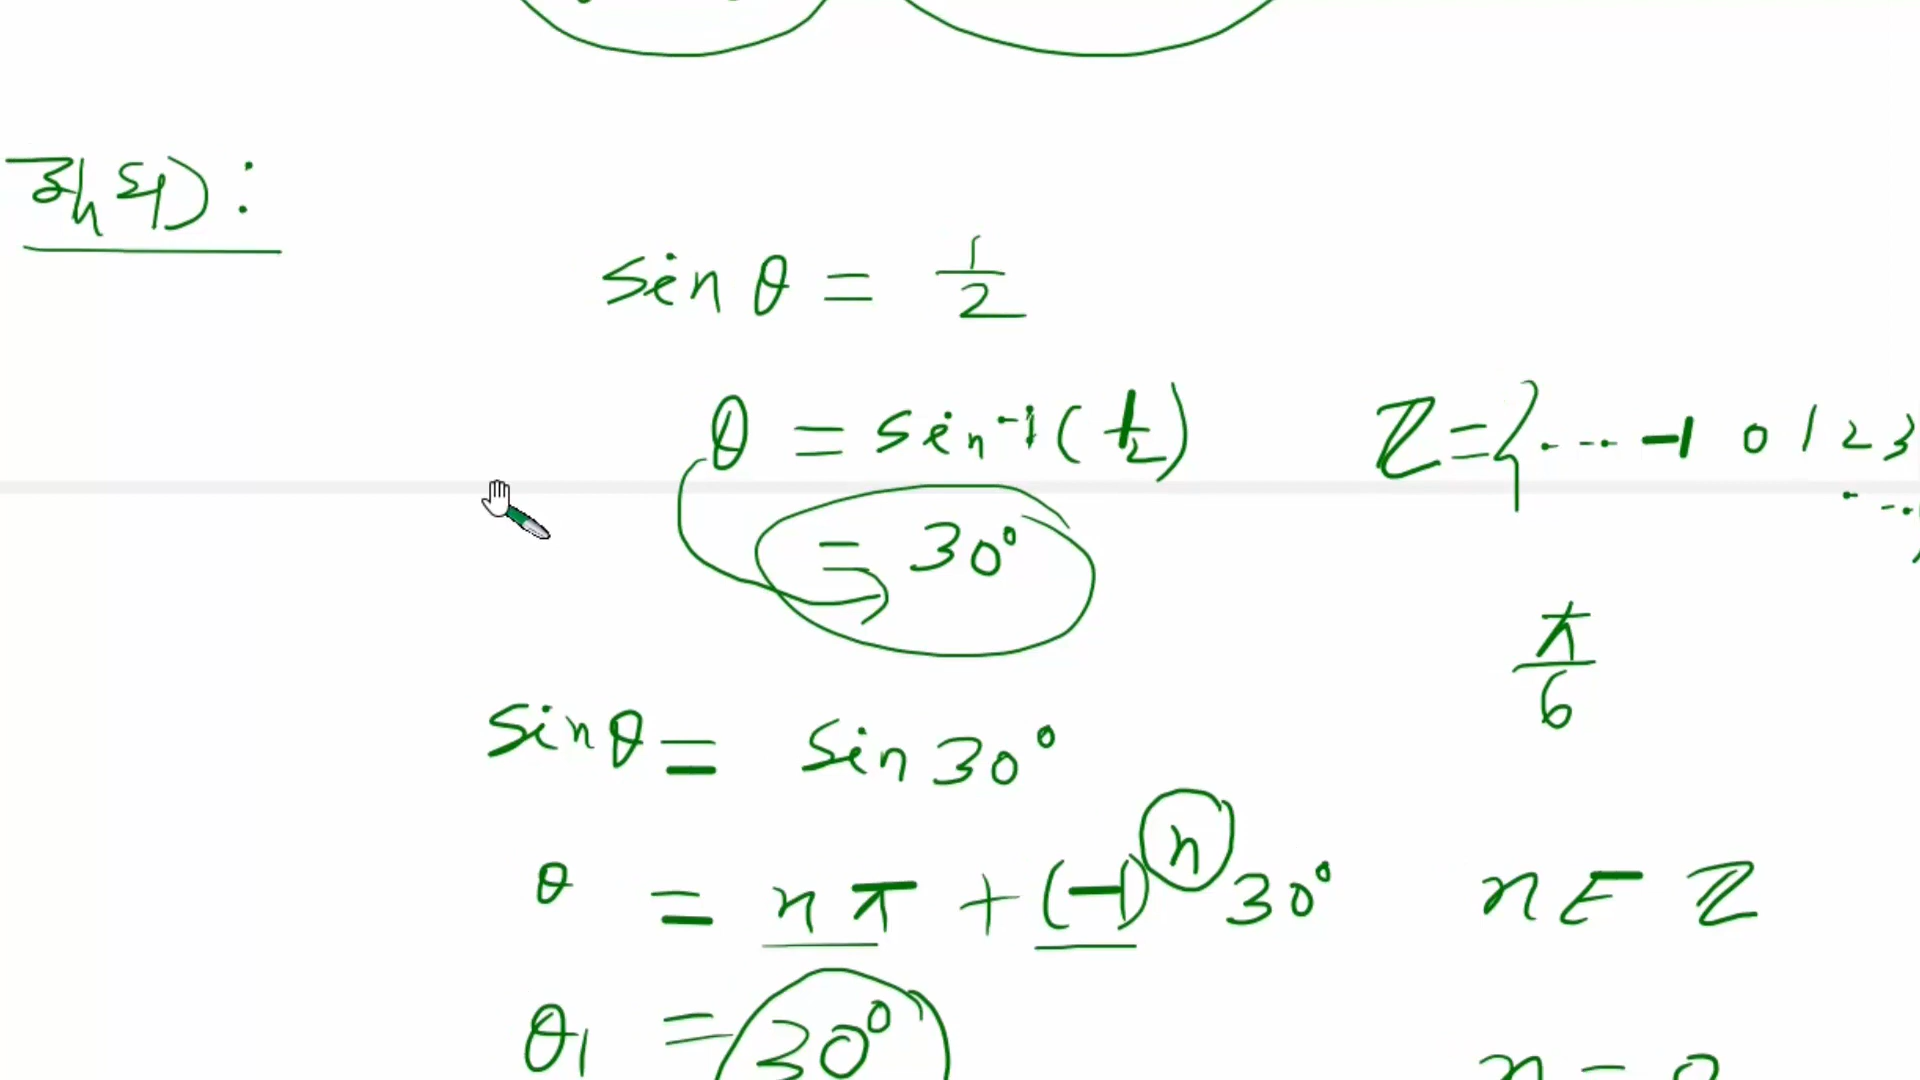 sin θ = 1/2
θ = sin⁻¹(1/2)
Z = {.... -1 0 1 2 3
= 30°
π/6
sin θ = sin 30°
θ = nπ + (-1)ⁿ 30° n ∈ Z
θ₁ = 30°
n = 0